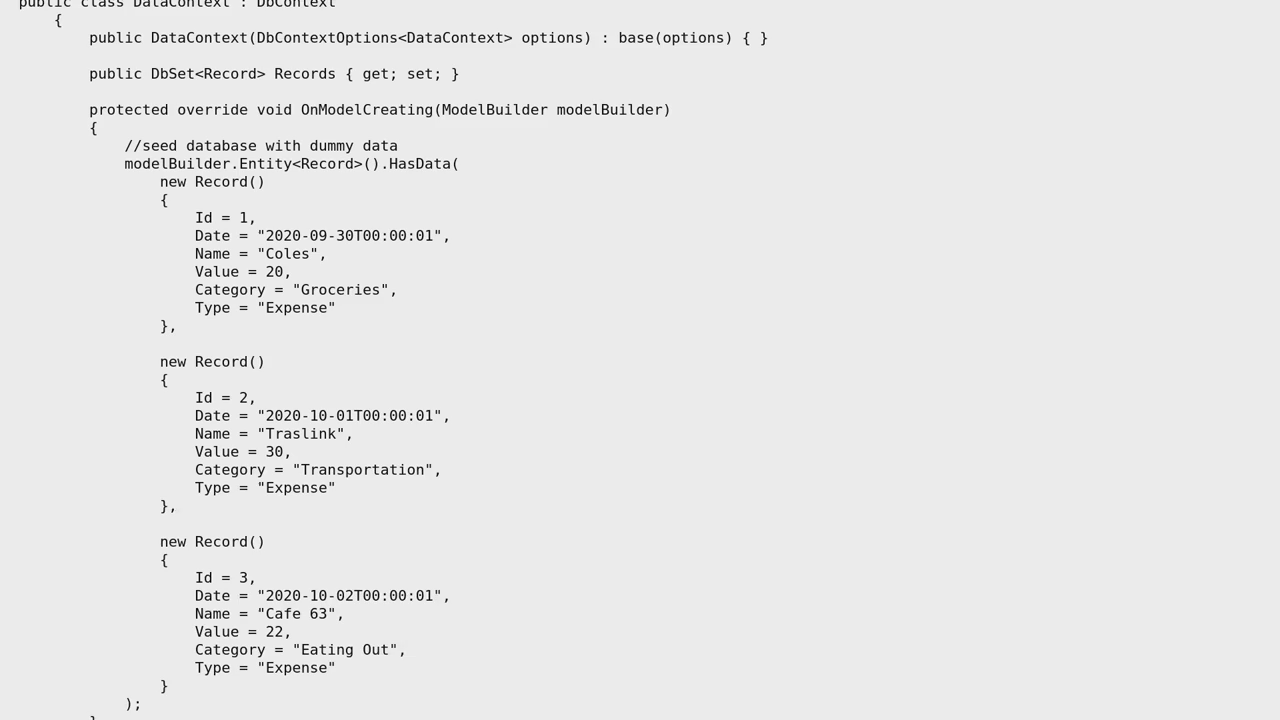 public class DataContext : DbContext
{
public DataContext(DbContextOptions<DataContext> options) : base(options) { }
public DbSet<Record> Records { get; set; }
protected override void OnModelCreating(ModelBuilder modelBuilder)
{
//seed database with dummy data
modelBuilder.Entity<Record>().HasData(
new Record()
{
Id = 1,
Date = "2020-09-30T00:00:01",
Name = "Coles",
Value = 20,
Category = "Groceries",
Type = "Expense"
},
new Record()
{
Id = 2,
Date = "2020-10-01T00:00:01",
Name = "Traslink",
Value = 30,
Category = "Transportation",
Type = "Expense"
},
new Record()
{
Id = 3,
Date = "2020-10-02T00:00:01",
Name = "Cafe 63",
Value = 22,
Category = "Eating Out",
Type = "Expense"
}
);
}